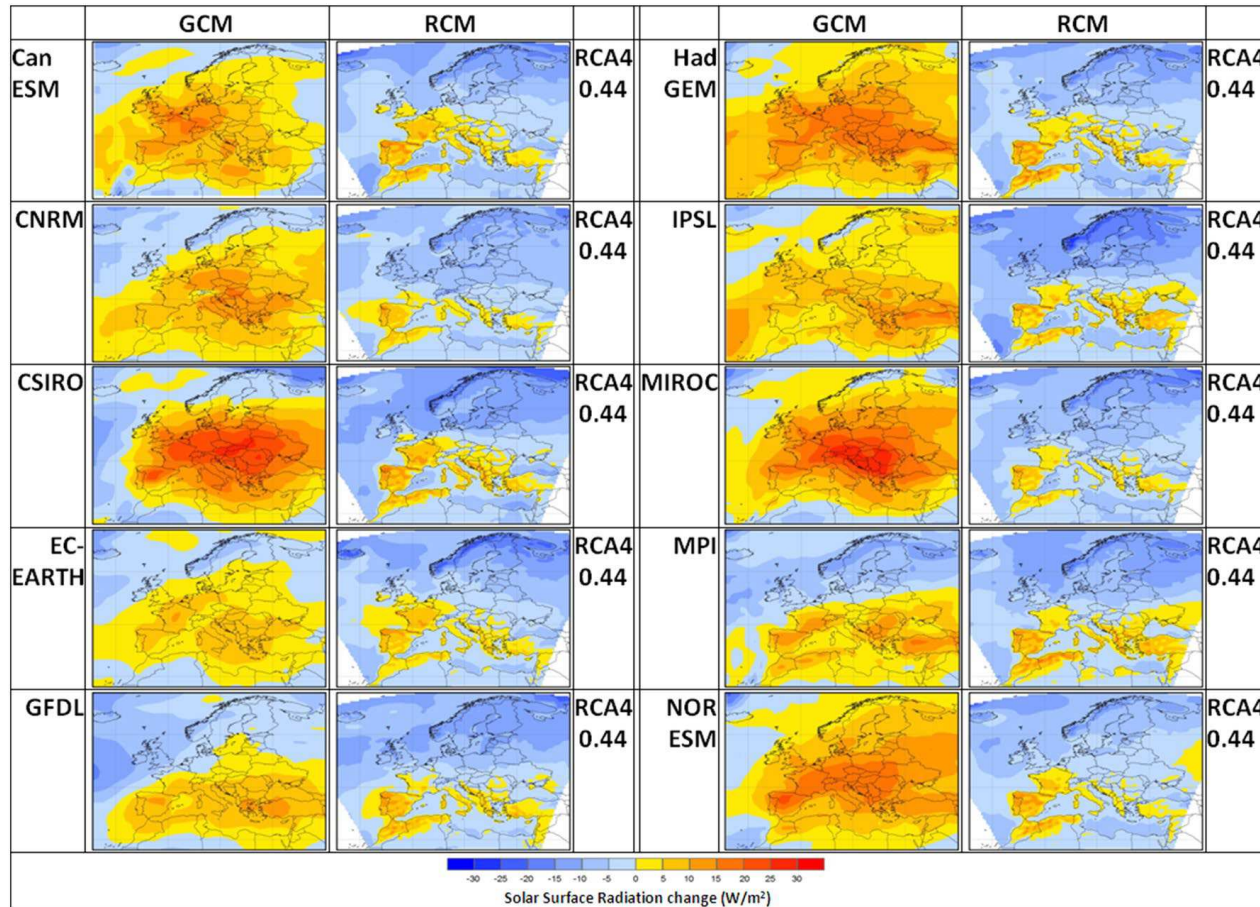 GCM RCM GCM RCM
Can
ESM
RCA4
0.44
Had
GEM
RCA4
0.44
CNRM
RCA4
0.44
IPSL
RCA4
0.44
CSIRO
RCA4
0.44
MIROC
RCA4
0.44
EC-
EARTH
RCA4
0.44
MPI
RCA4
0.44
GFDL
RCA4
0.44
NOR
ESM
RCA4
0.44
-30 -25 -20 -15 -10 -5 0 5 10 15 20 25 30
Solar Surface Radiation change (W/m²)